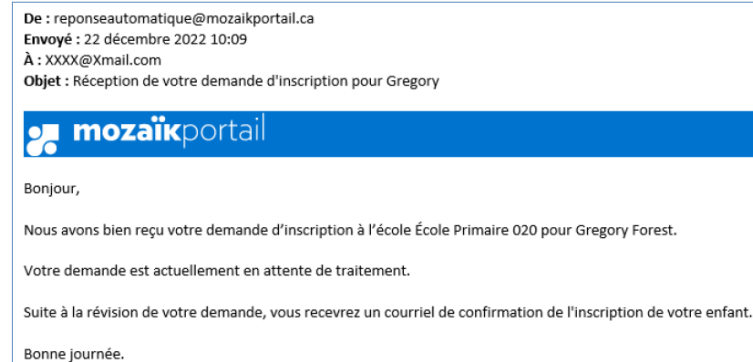 De : reponseautomatique@mozaikportail.ca
Envoyé : 22 décembre 2022 10:09
À : XXXX@Xmail.com
Objet : Réception de votre demande d'inscription pour Gregory
mozaïkportail
Bonjour,
Nous avons bien reçu votre demande d’inscription à l’école École Primaire 020 pour Gregory Forest.
Votre demande est actuellement en attente de traitement.
Suite à la révision de votre demande, vous recevrez un courriel de confirmation de l'inscription de votre enfant.
Bonne journée.